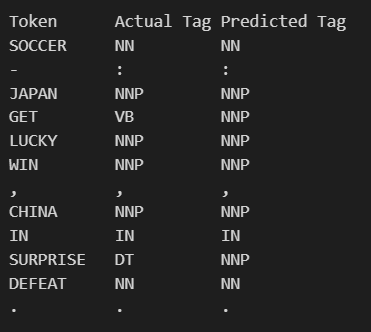 Token Actual Tag Predicted Tag
SOCCER NN NN
- : :
JAPAN NNP NNP
GET VB NNP
LUCKY NNP NNP
WIN NNP NNP
, , ,
CHINA NNP NNP
IN IN IN
SURPRISE DT NNP
DEFEAT NN NN
. . .